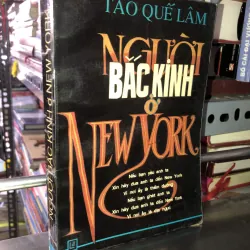 TÀO QUẾ LÂM
NGƯỜI
BẮC KINH
Ở
NEW YORK
Nếu bạn yêu anh ta
Xin hãy đưa anh ta đến New York
Vì nơi ấy là thiên đường
Nếu bạn ghét anh ta
Xin hãy đưa anh ta đến New York
Vì nơi ấy là địa ngục
NGƯỜI BẮC KINH Ở NEW YORK